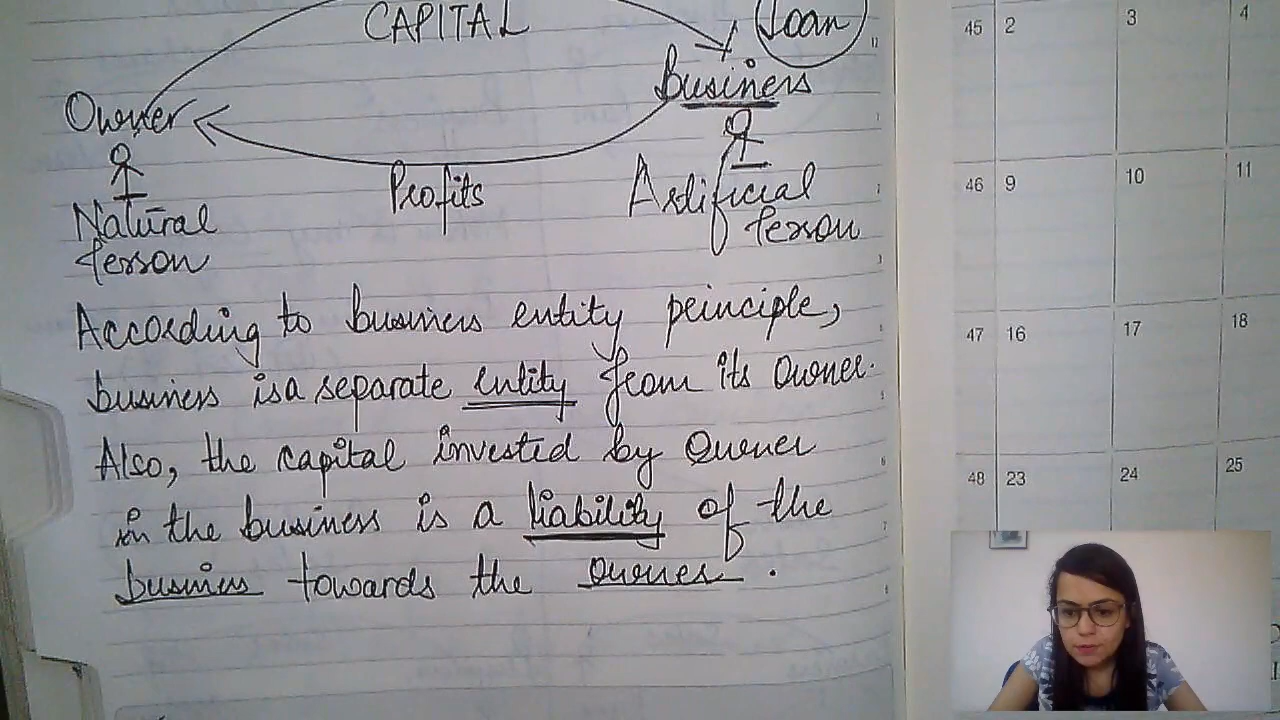 CAPITAL
Loan
Business
Owner
Profits
Artificial
Person
Natural
Person
According to business entity principle,
business is a separate entity from its owner.
Also, the capital invested by Owner
in the business is a liability of the
business towards the Owner.
45 2 3 4
46 9 10 11
47 16 17 18
48 23 24 25